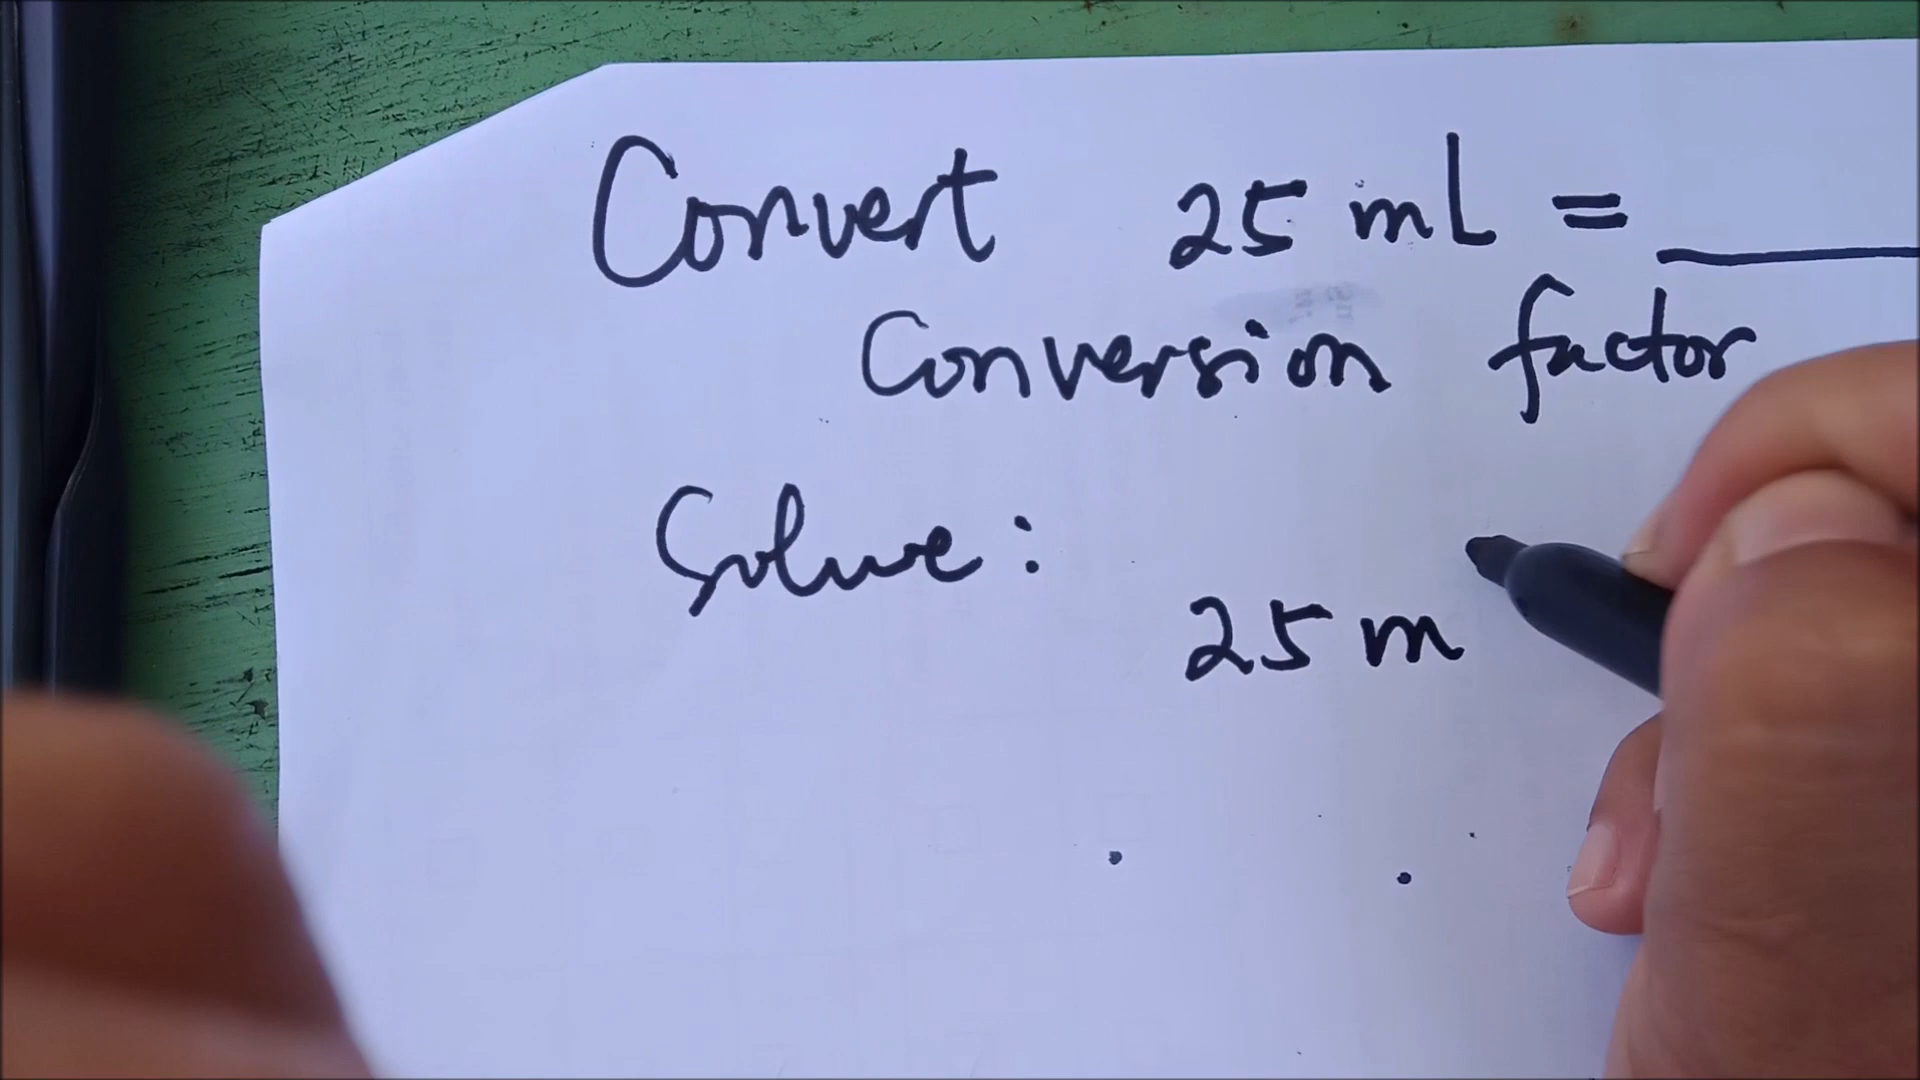 Convert 25 mL = ____
Conversion factor
Solve:
25 m